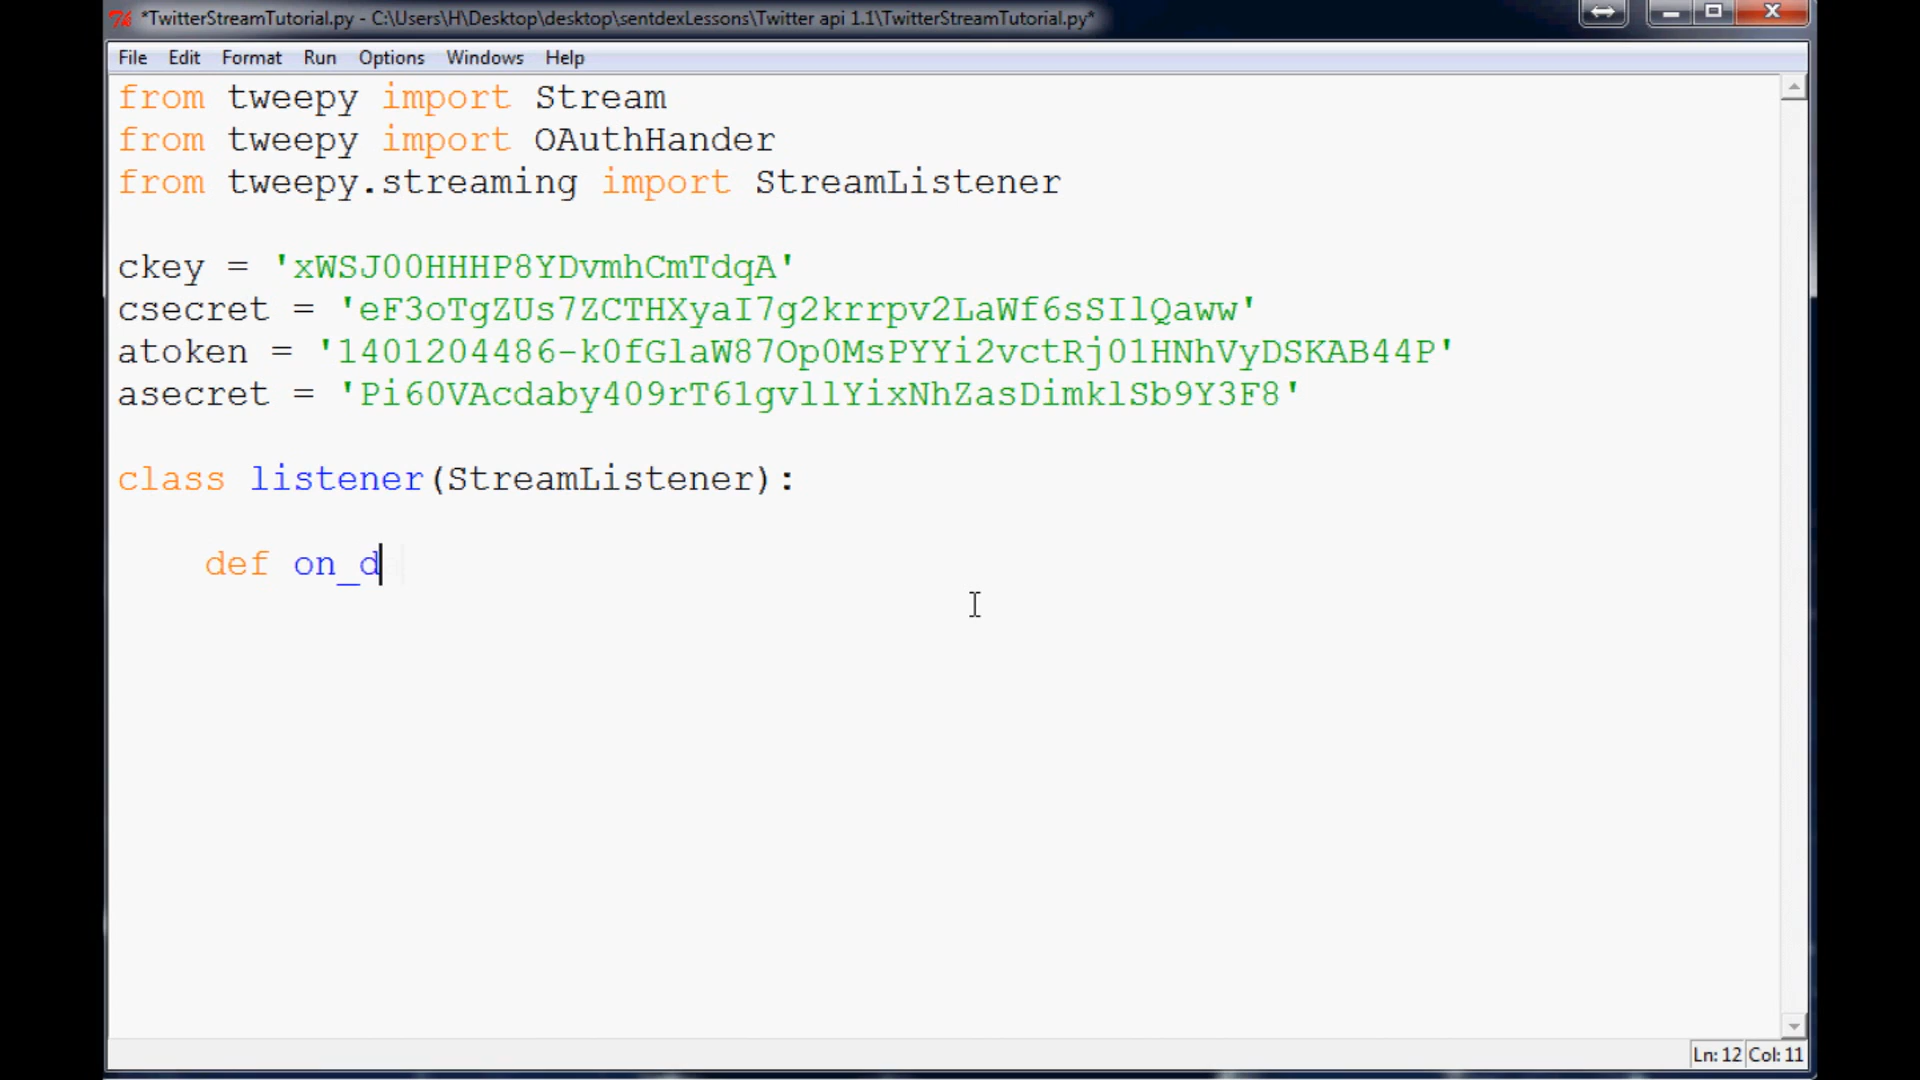 *TwitterStreamTutorial.py - C:\Users\H\Desktop\desktop\sentdexLessons\Twitter api 1.1\TwitterStreamTutorial.py*
File Edit Format Run Options Windows Help
from tweepy import Stream
from tweepy import OAuthHander
from tweepy.streaming import StreamListener
ckey = 'xWSJ00HHHP8YDvmhCmTdqA'
csecret = 'eF3oTgZUs7ZCTHXyaI7g2krrpv2LaWf6sSIlQaww'
atoken = '1401204486-k0fGlaW87Op0MsPYYi2vctRj01HNhVyDSKAB44P'
asecret = 'Pi60VAcdaby409rT61gvllYixNhZasDimklSb9Y3F8'
class listener(StreamListener):
def on_d
Ln: 12 Col: 11